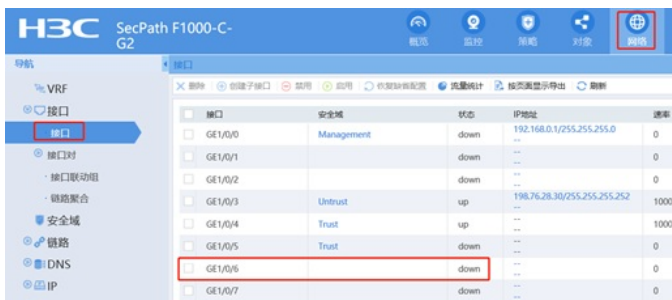 H3C SecPath F1000-C-G2
概览 监控 策略 对象 网络
导航
接口
VRF
接口
接口
接口对
接口联动组
链路聚合
安全域
链路
DNS
IP
删除 创建子接口 禁用 启用 恢复缺省配置 流量统计 按页面显示导出 刷新
接口 安全域 状态 IP地址 速率
GE1/0/0 Management down 192.168.0.1/255.255.255.0 -- 0
GE1/0/1 down -- -- 0
GE1/0/2 down -- -- 0
GE1/0/3 Untrust up 198.76.28.30/255.255.255.252 -- 1000
GE1/0/4 Trust up -- -- 1000
GE1/0/5 Trust down -- -- 0
GE1/0/6 down -- -- 0
GE1/0/7 down -- -- 0